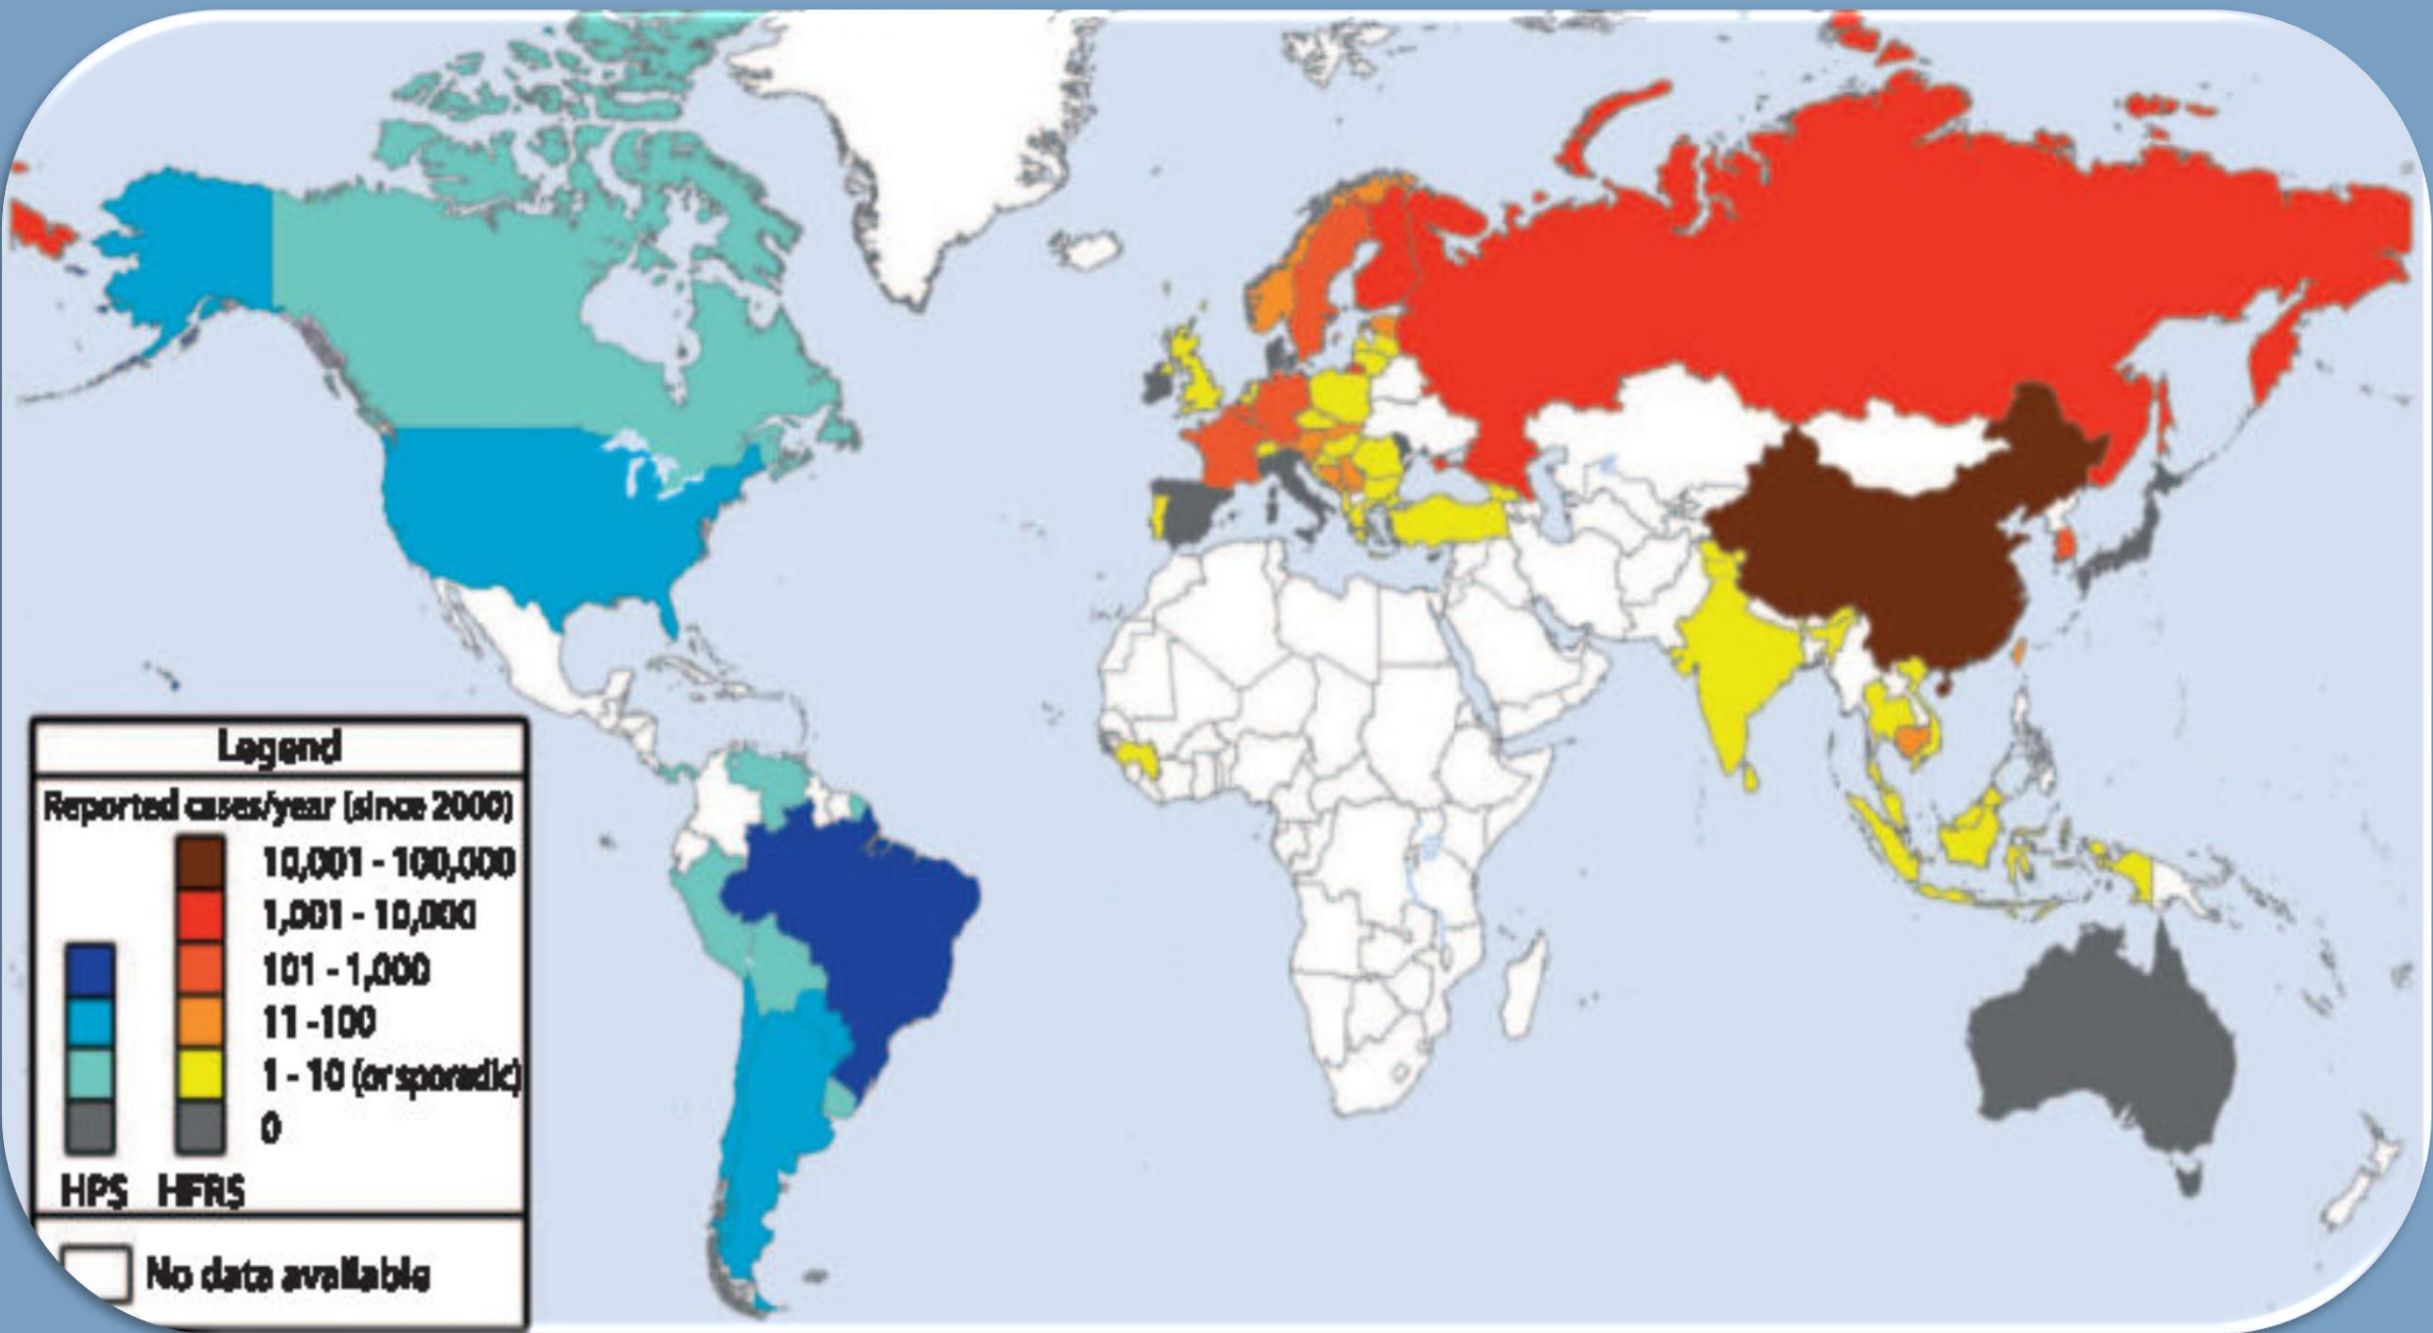 Legend
Reported cases/year (since 2000)
10,001 - 100,000
1,001 - 10,000
101 - 1,000
11 -100
1 - 10 (or sporadic)
0
HPS HFRS
No data available